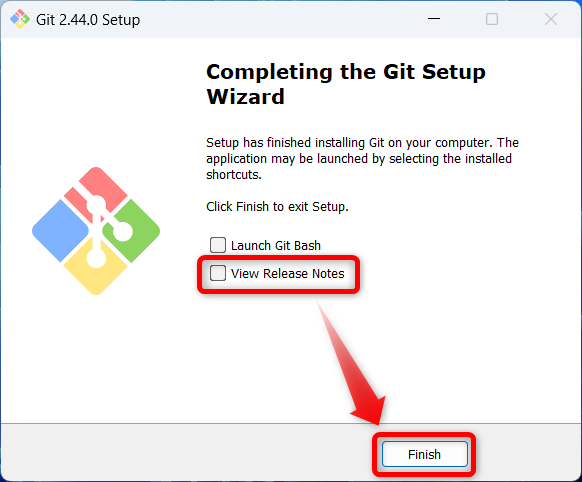 Git 2.44.0 Setup
Completing the Git Setup
Wizard
Setup has finished installing Git on your computer. The
application may be launched by selecting the installed
shortcuts.
Click Finish to exit Setup.
Launch Git Bash
View Release Notes
Finish